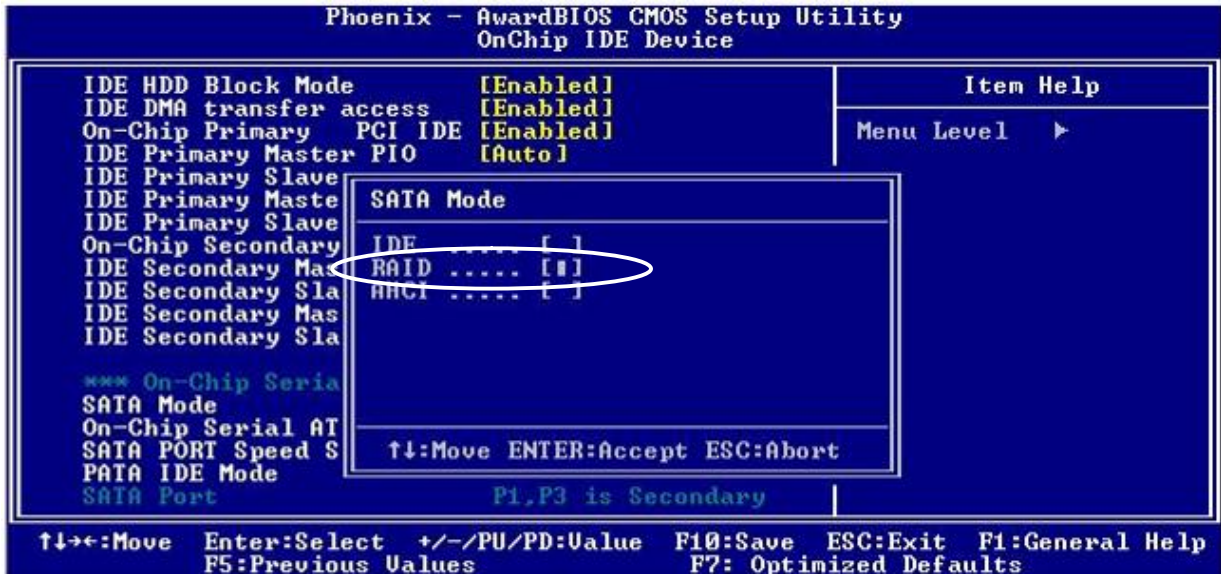 Phoenix - AwardBIOS CMOS Setup Utility
OnChip IDE Device
IDE HDD Block Mode [Enabled]
IDE DMA transfer access [Enabled]
On-Chip Primary PCI IDE [Enabled]
IDE Primary Master PIO [Auto]
IDE Primary Slave
IDE Primary Maste
IDE Primary Slave
On-Chip Secondary
IDE Secondary Mas
IDE Secondary Sla
IDE Secondary Mas
IDE Secondary Sla
*** On-Chip Seria
SATA Mode
On-Chip Serial AT
SATA PORT Speed S
PATA IDE Mode
SATA Port P1,P3 is Secondary
SATA Mode
IDE ..... [ ]
RAID ..... [▮]
AHCI ..... [ ]
↑↓:Move ENTER:Accept ESC:Abort
Item Help
Menu Level ▶
↑↓→←:Move Enter:Select +/-/PU/PD:Value F10:Save ESC:Exit F1:General Help
F5:Previous Values F7: Optimized Defaults